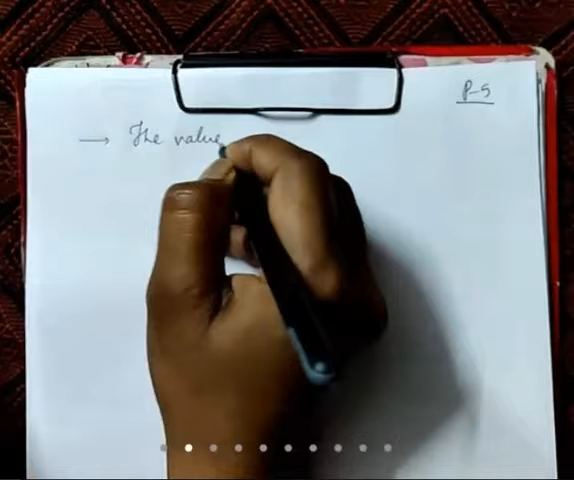 P-5
→ The value